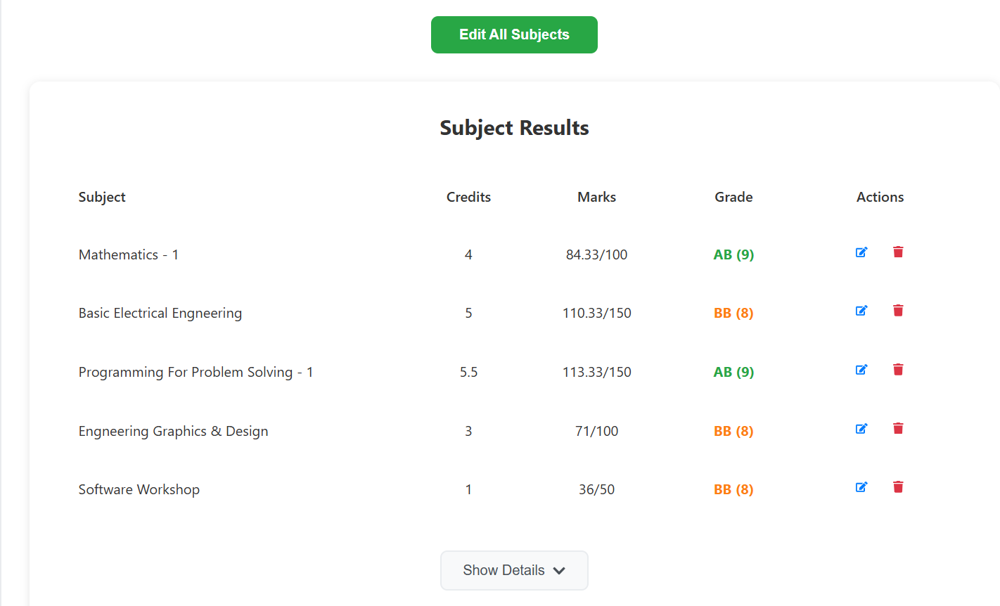 Edit All Subjects
Subject Results
Subject Credits Marks Grade Actions
Mathematics - 1 4 84.33/100 AB (9)
Basic Electrical Engneering 5 110.33/150 BB (8)
Programming For Problem Solving - 1 5.5 113.33/150 AB (9)
Engneering Graphics & Design 3 71/100 BB (8)
Software Workshop 1 36/50 BB (8)
Show Details